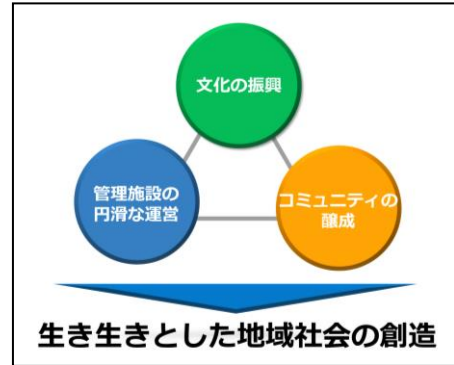 文化の振興
管理施設の
円滑な運営
コミュニティの
醸成
生き生きとした地域社会の創造